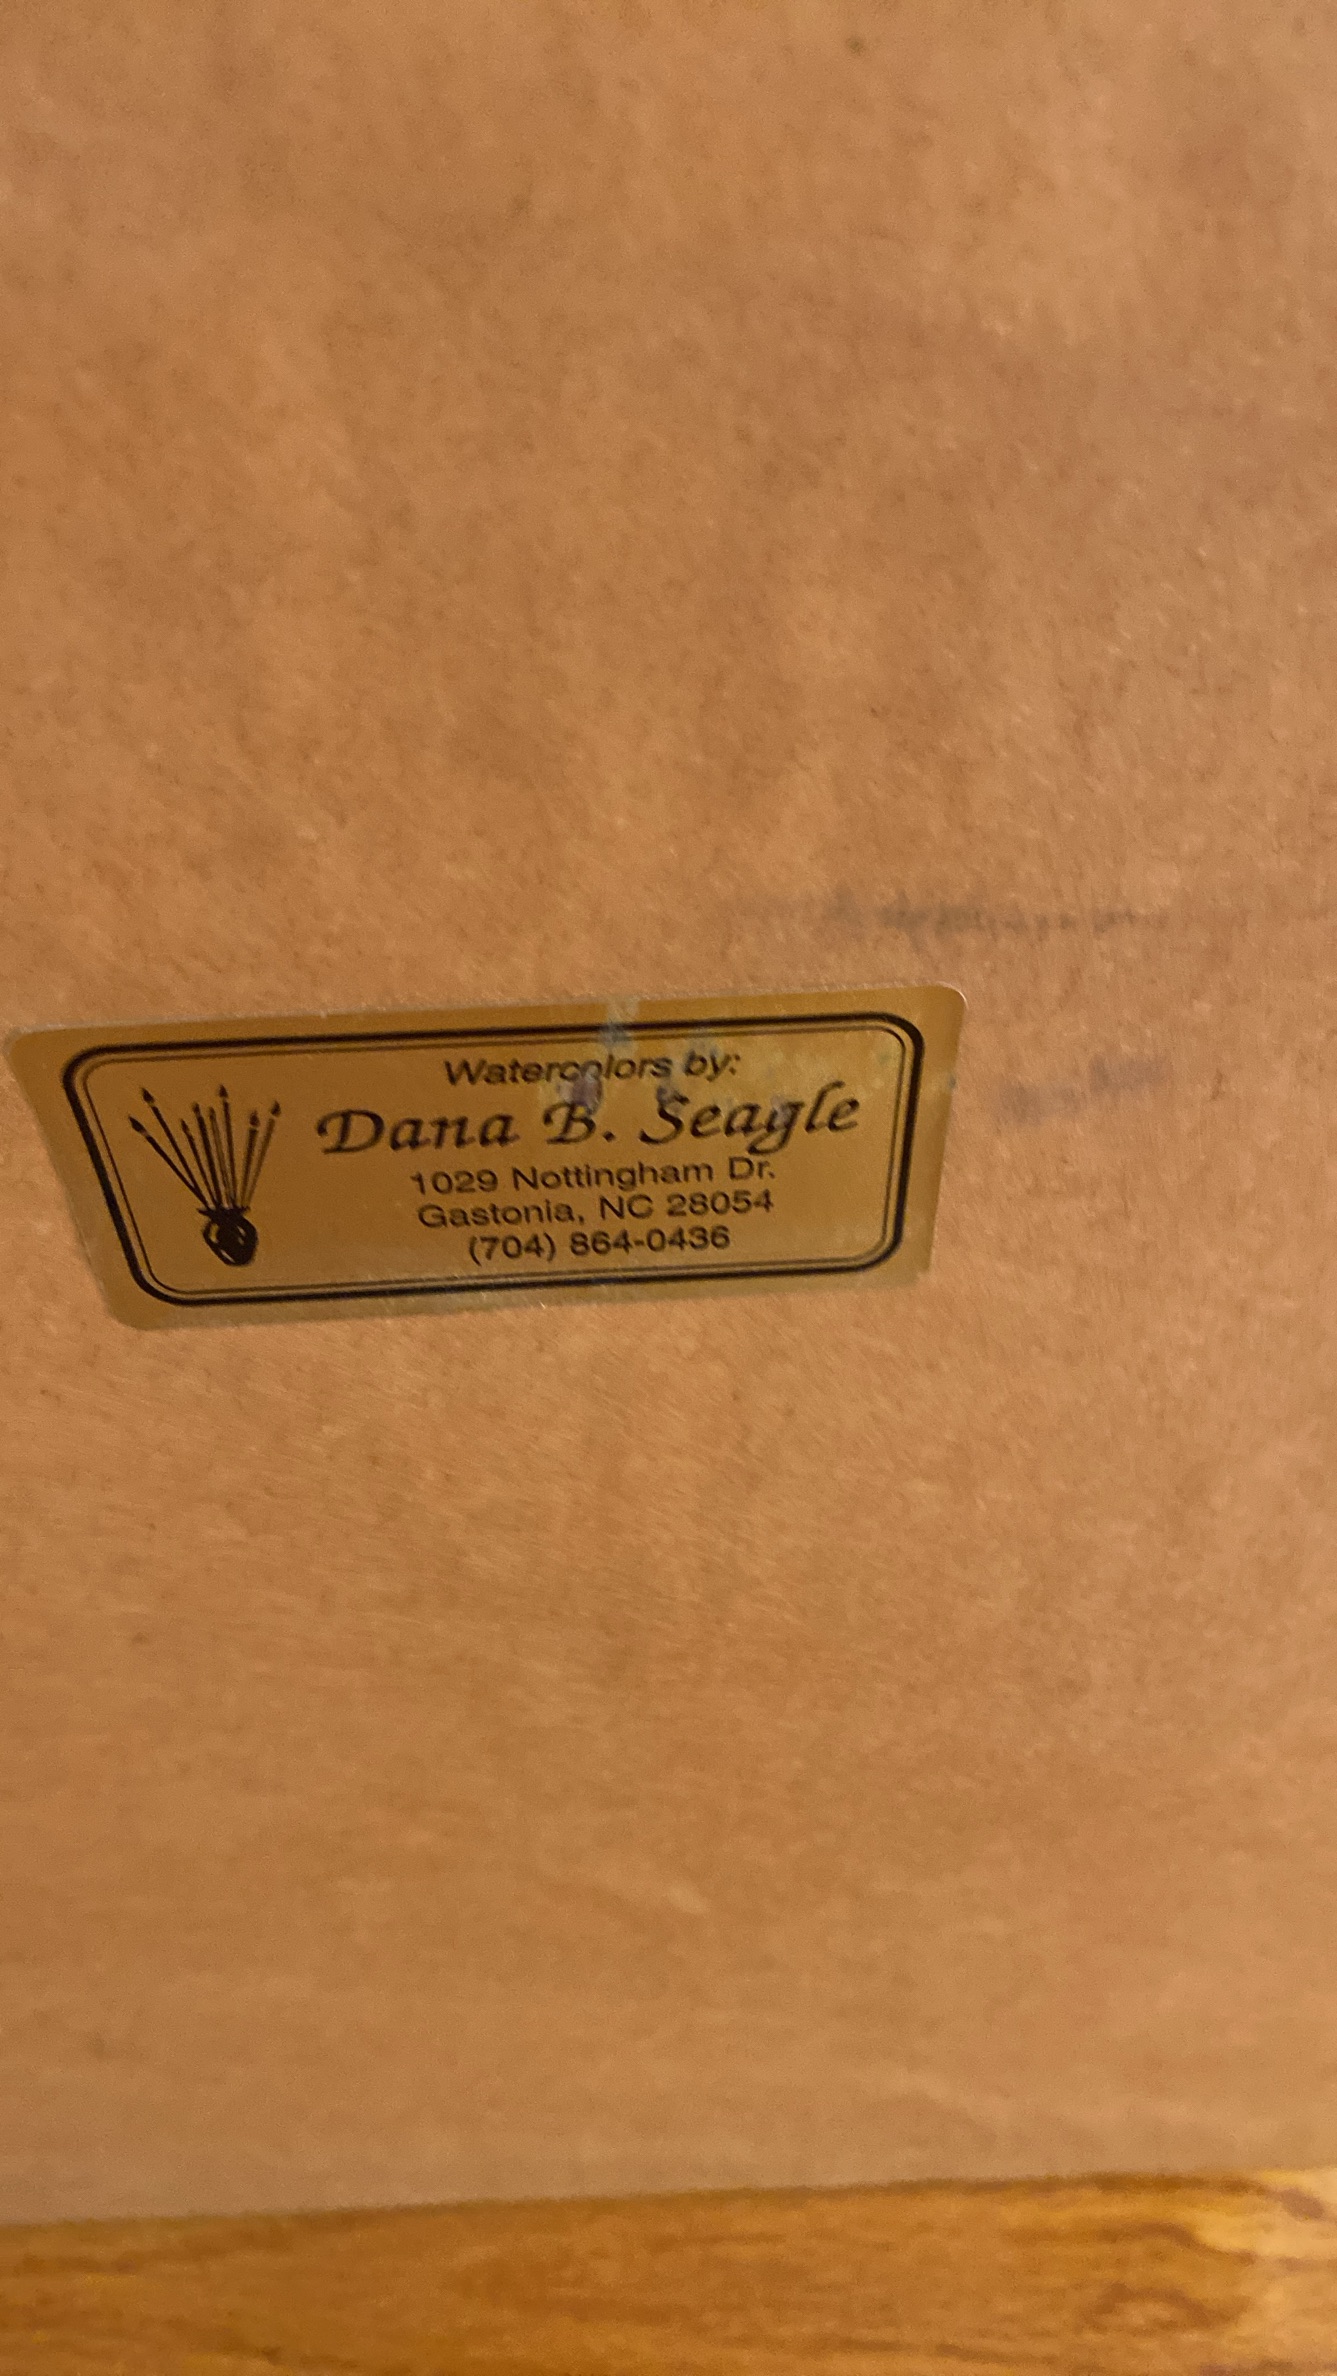 Watercolors by:
Dana B. Seagle
1029 Nottingham Dr.
Gastonia, NC 28054
(704) 864-0436